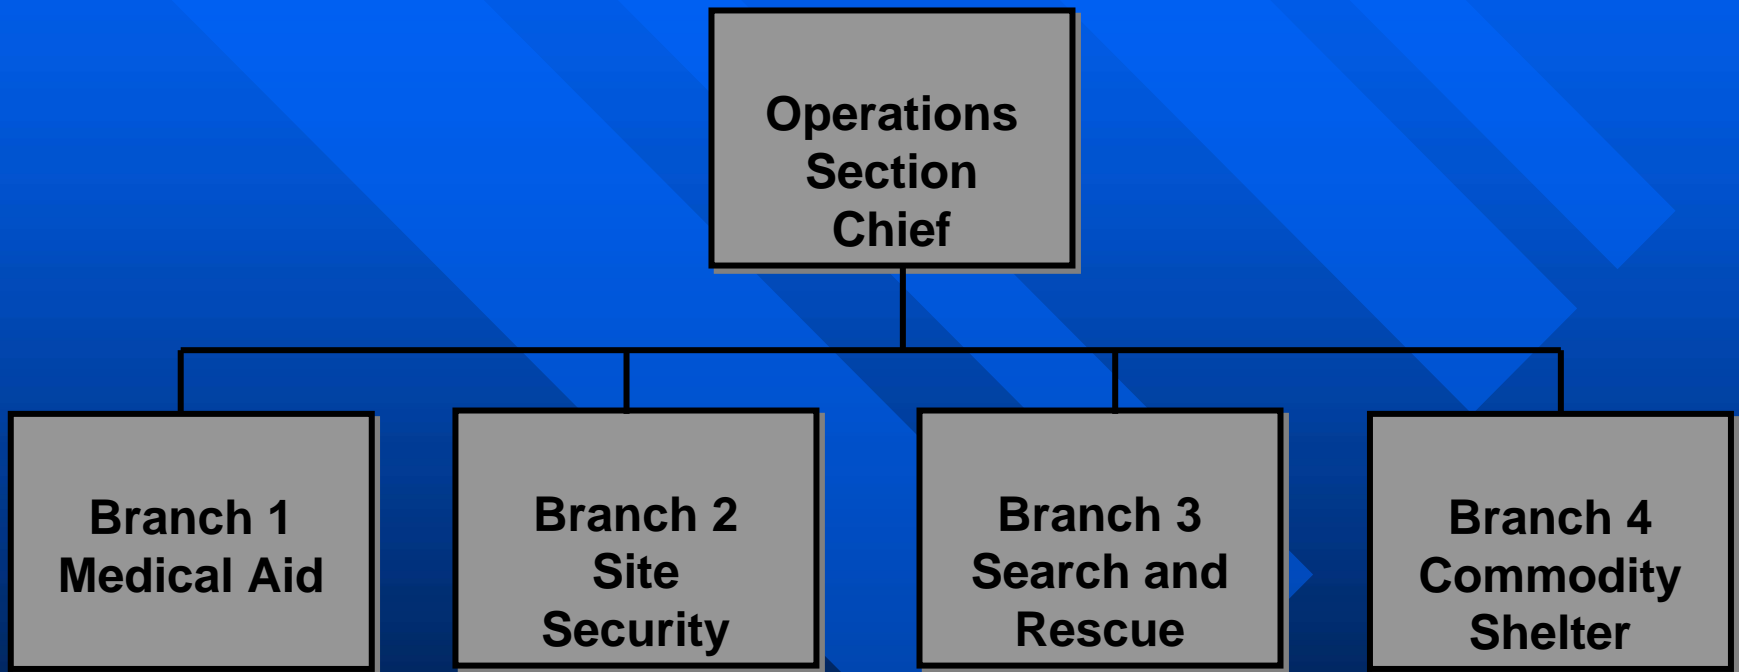 Operations
Section
Chief
Branch 1
Medical Aid
Branch 2
Site
Security
Branch 3
Search and
Rescue
Branch 4
Commodity
Shelter